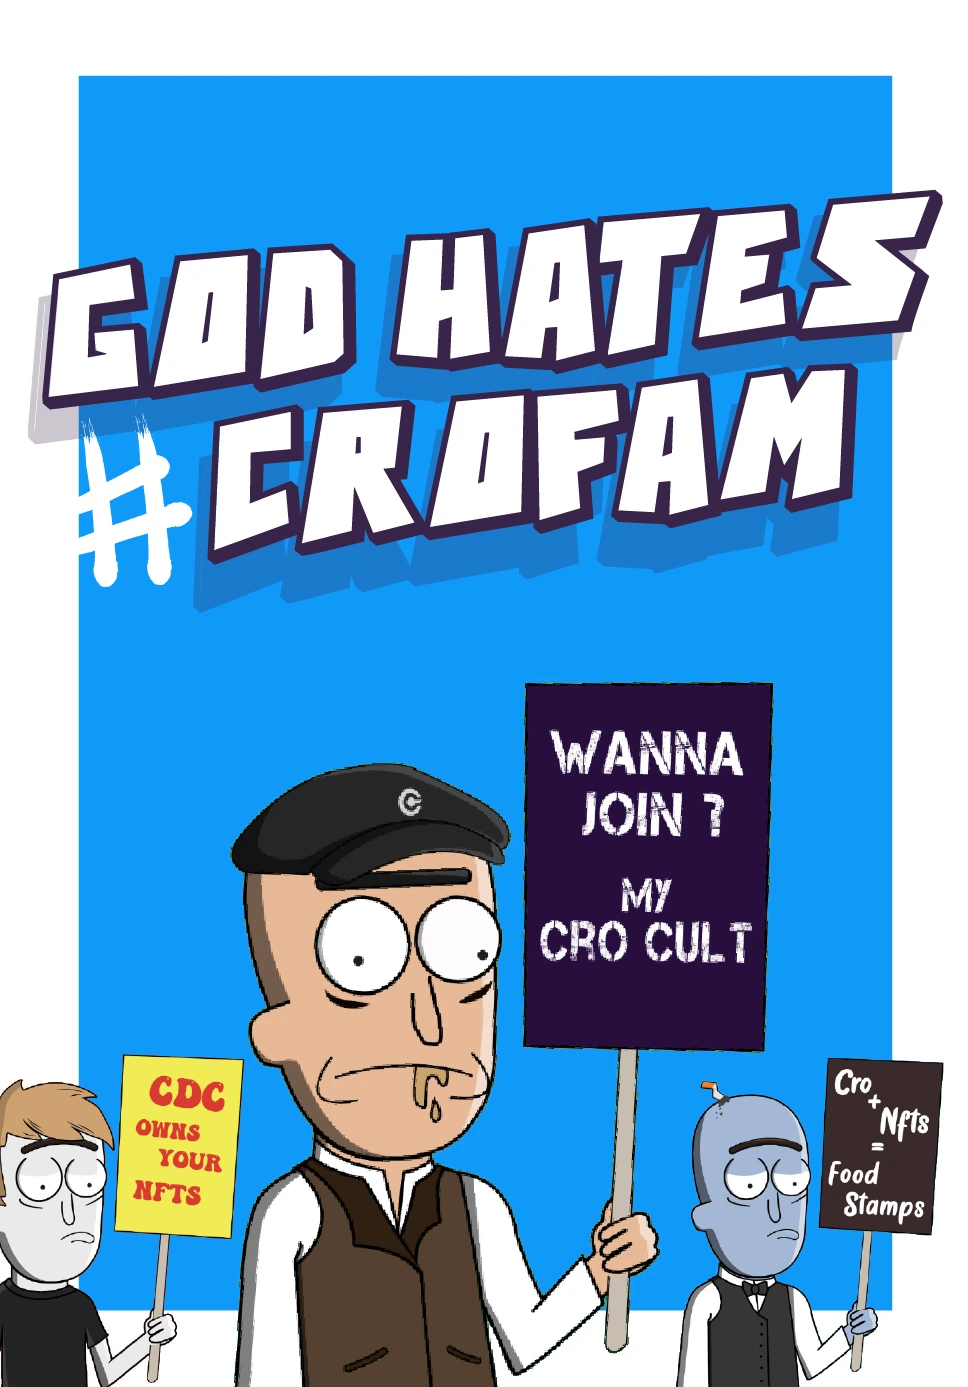 GOD HATES
#CROFAM
WANNA
JOIN ?
MY
CRO CULT
CDC
OWNS
YOUR
NFTS
Cro
+
Nfts
=
Food
Stamps